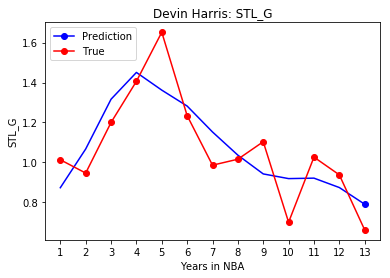 Devin Harris: STL_G
Prediction
True
1.6
1.4
1.2
1.0
0.8
STL_G
1 2 3 4 5 6 7 8 9 10 11 12 13
Years in NBA